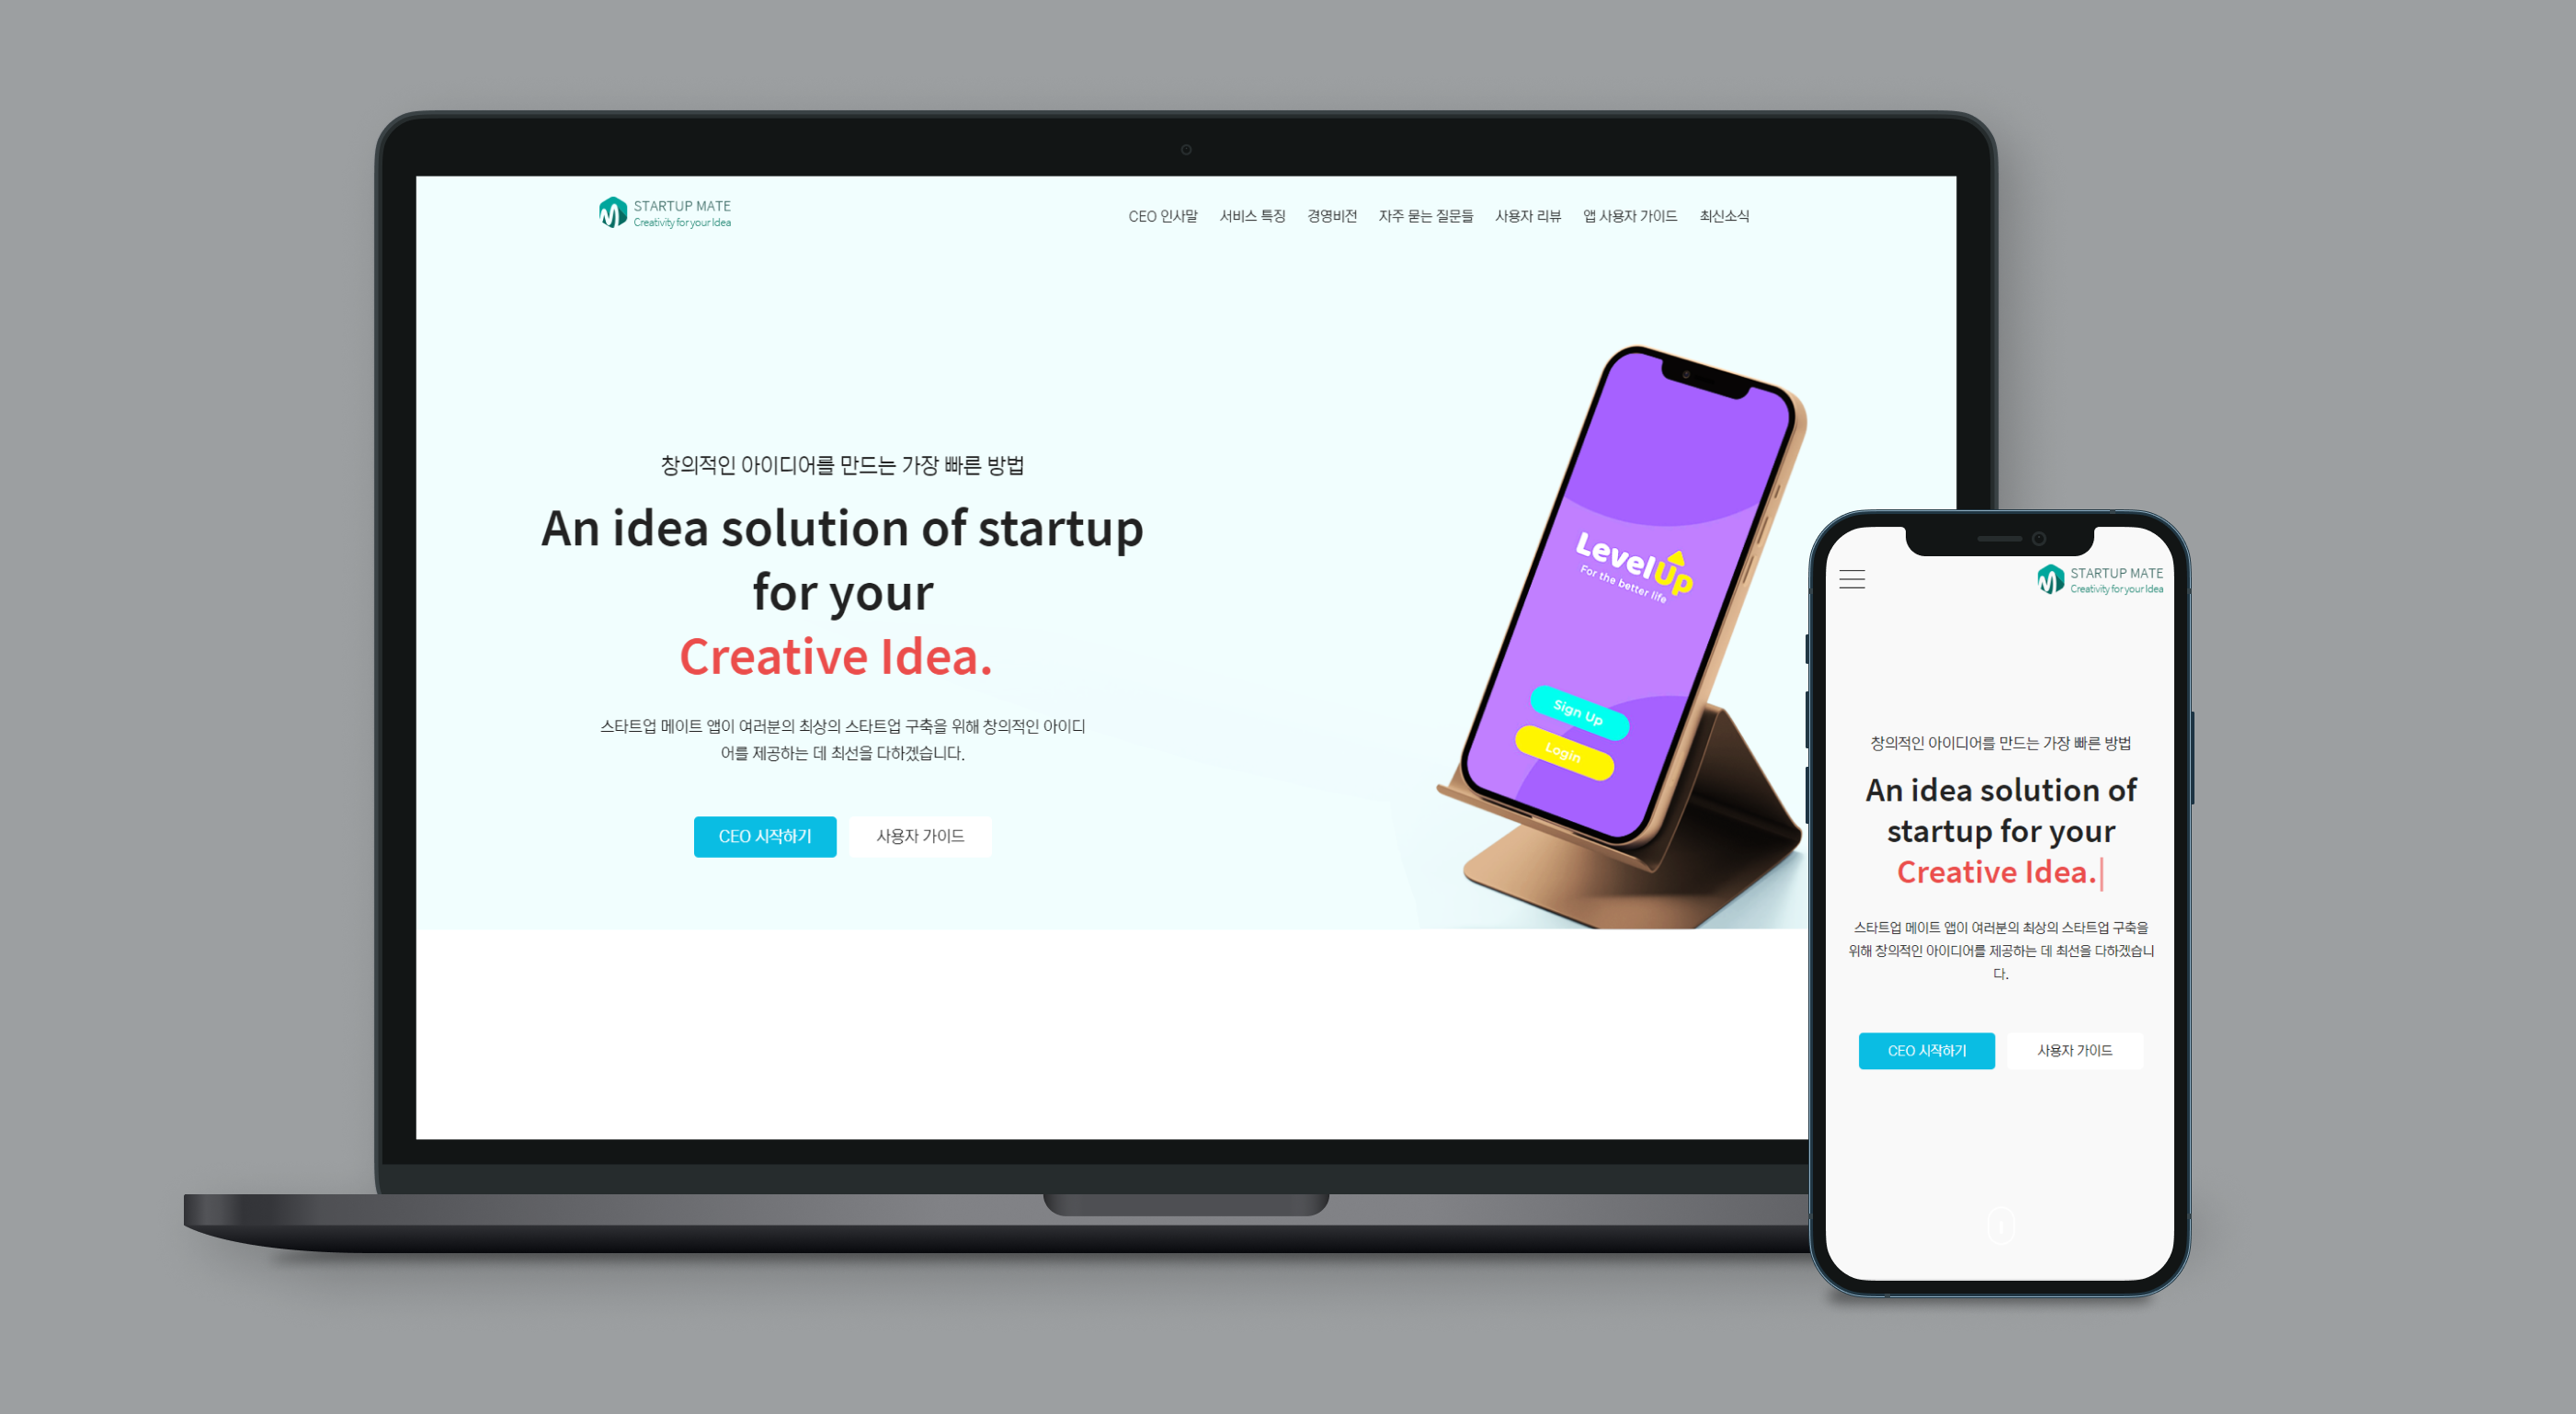 STARTUP MATE
Creativity for your Idea
CEO 인사말 서비스 특징 경영비전 자주 묻는 질문들 사용자 리뷰 앱 사용자 가이드 최신소식
창의적인 아이디어를 만드는 가장 빠른 방법
An idea solution of startup
for your
Creative Idea.
스타트업 메이트 앱이 여러분의 최상의 스타트업 구축을 위해 창의적인 아이디
어를 제공하는 데 최선을 다하겠습니다.
CEO 시작하기 사용자 가이드
LevelUp
For the better life
Sign Up
Login
STARTUP MATE
Creativity for your Idea
창의적인 아이디어를 만드는 가장 빠른 방법
An idea solution of
startup for your
Creative Idea.
스타트업 메이트 앱이 여러분의 최상의 스타트업 구축을
위해 창의적인 아이디어를 제공하는 데 최선을 다하겠습니
다.
CEO 시작하기 사용자 가이드